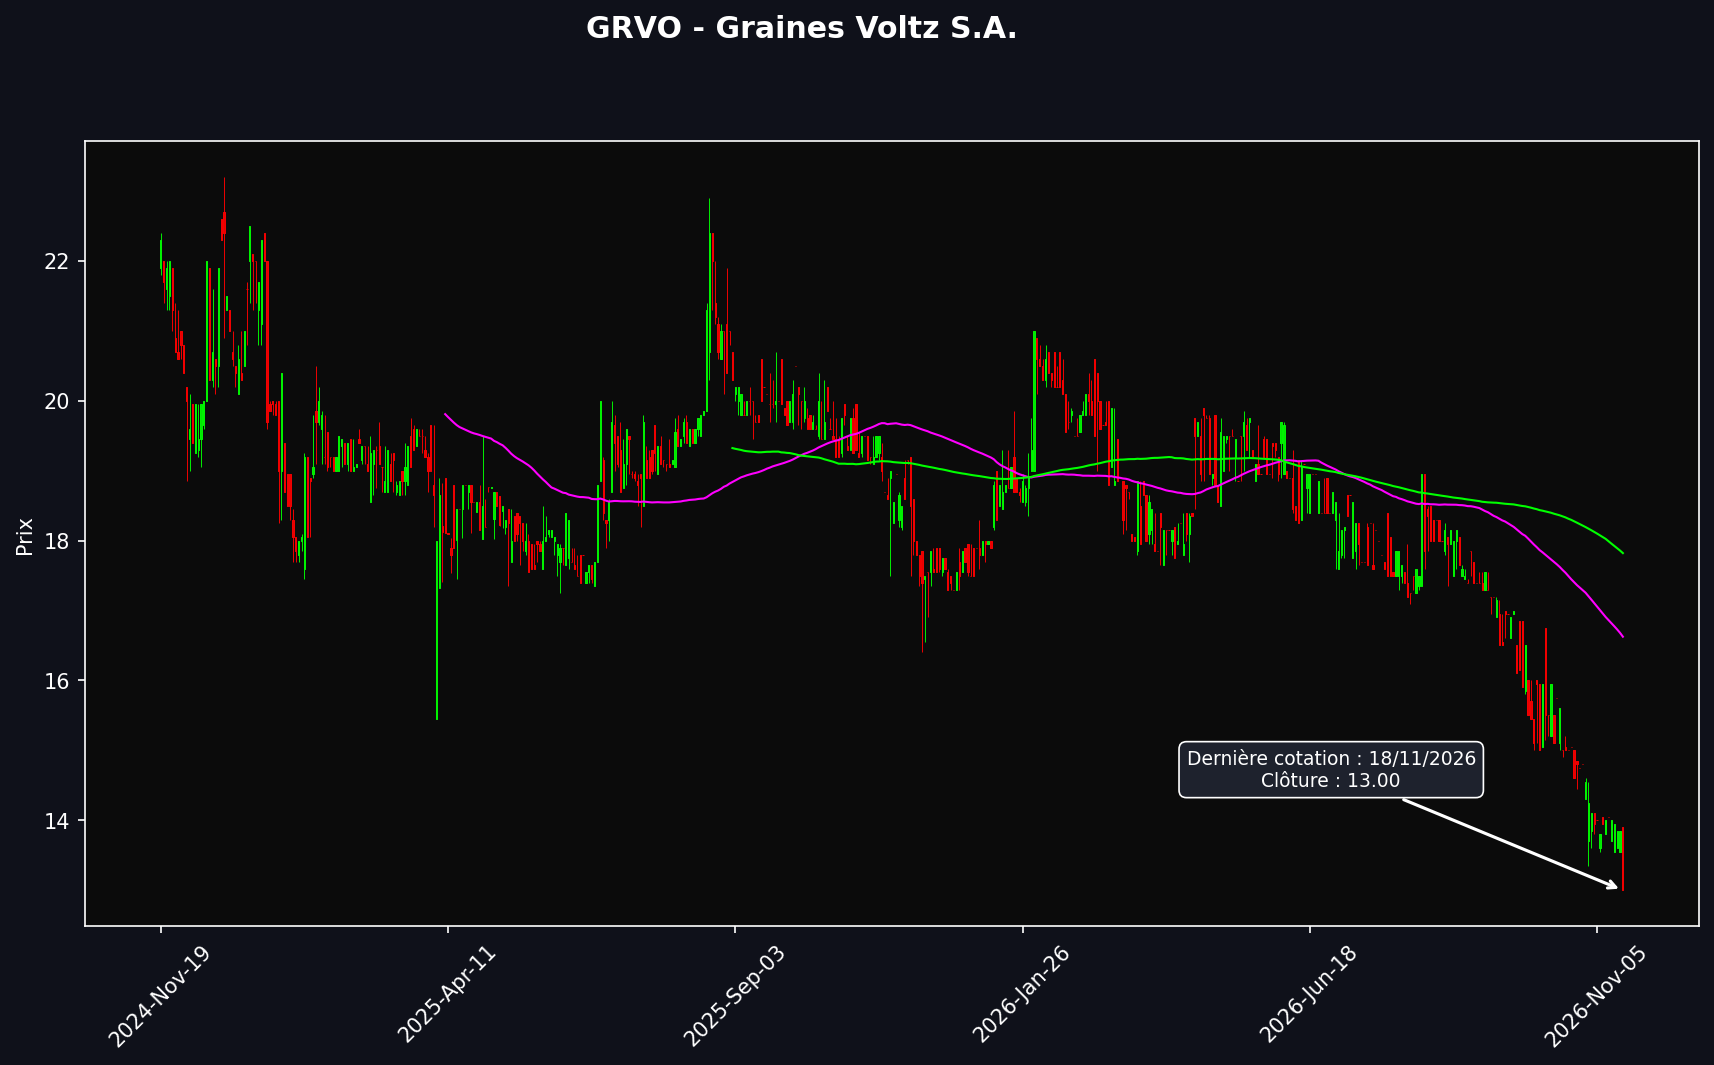 GRVO - Graines Voltz S.A.
Prix
22
20
18
16
14
Dernière cotation : 18/11/2026
Clôture : 13.00
2024-Nov-19
2025-Apr-11
2025-Sep-03
2026-Jan-26
2026-Jun-18
2026-Nov-05